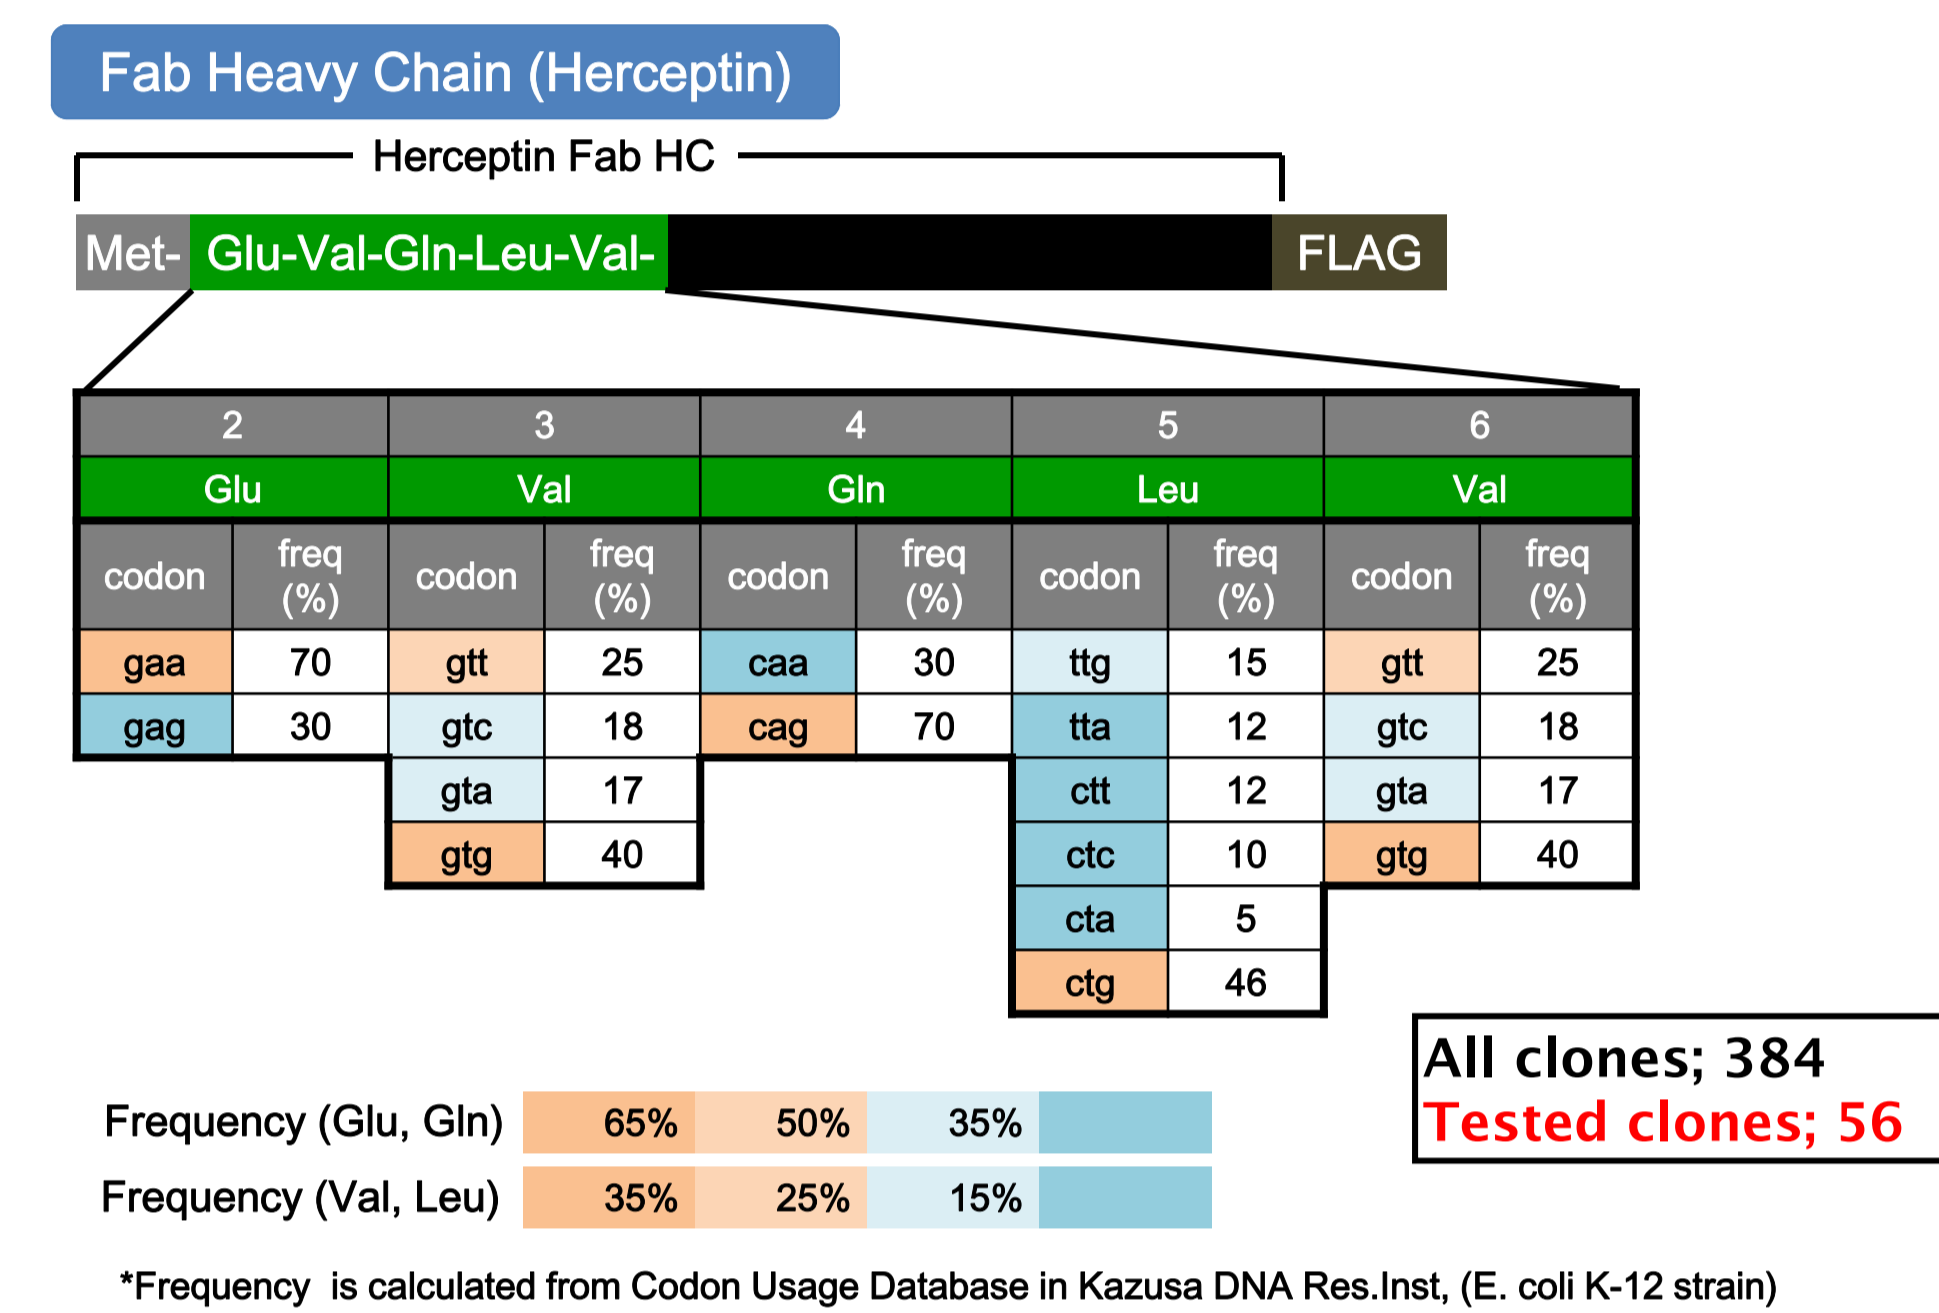 Fab Heavy Chain (Herceptin)
Herceptin Fab HC
Met- Glu-Val-Gln-Leu-Val- FLAG
2 3 4 5 6
Glu Val Gln Leu Val
codon freq (%) codon freq (%) codon freq (%) codon freq (%) codon freq (%)
gaa 70 gtt 25 caa 30 ttg 15 gtt 25
gag 30 gtc 18 cag 70 tta 12 gtc 18
gta 17 ctt 12 gta 17
gtg 40 ctc 10 gtg 40
cta 5
ctg 46
All clones; 384
Tested clones; 56
Frequency (Glu, Gln) 65% 50% 35%
Frequency (Val, Leu) 35% 25% 15%
*Frequency is calculated from Codon Usage Database in Kazusa DNA Res.Inst, (E. coli K-12 strain)